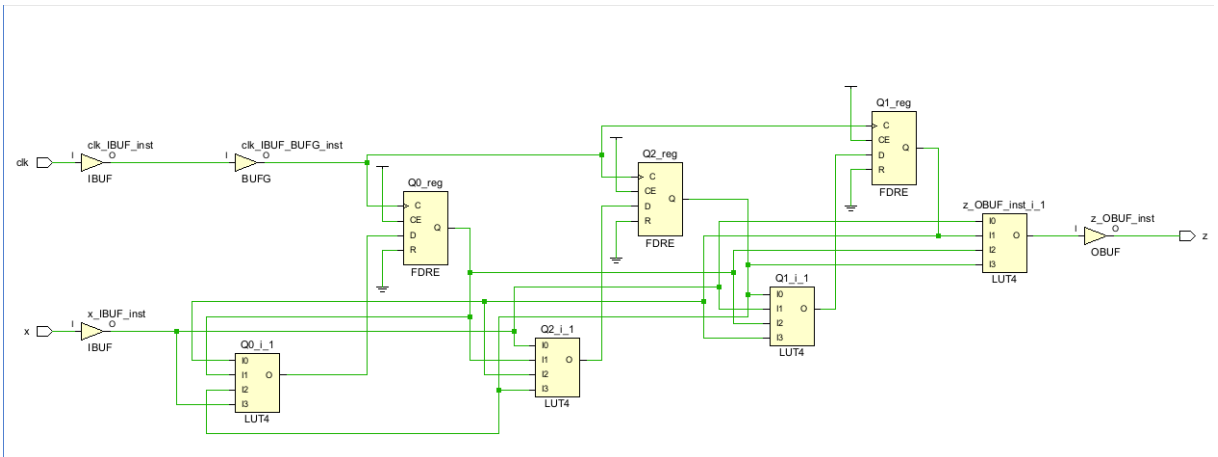 Q1_reg
C
CE
D
R
Q
FDRE
clk
I
clk_IBUF_inst
O
IBUF
clk_IBUF_BUFG_inst
O
BUFG
Q2_reg
C
CE
D
R
Q
FDRE
Q0_reg
C
CE
D
R
Q
FDRE
z_OBUF_inst_i_1
I0
I1
I2
I3
O
LUT4
z_OBUF_inst
I
O
OBUF
z
Q1_i_1
I0
I1
I2
I3
O
LUT4
x
I
x_IBUF_inst
O
IBUF
Q2_i_1
I0
I1
I2
I3
O
LUT4
Q0_i_1
I0
I1
I2
I3
O
LUT4